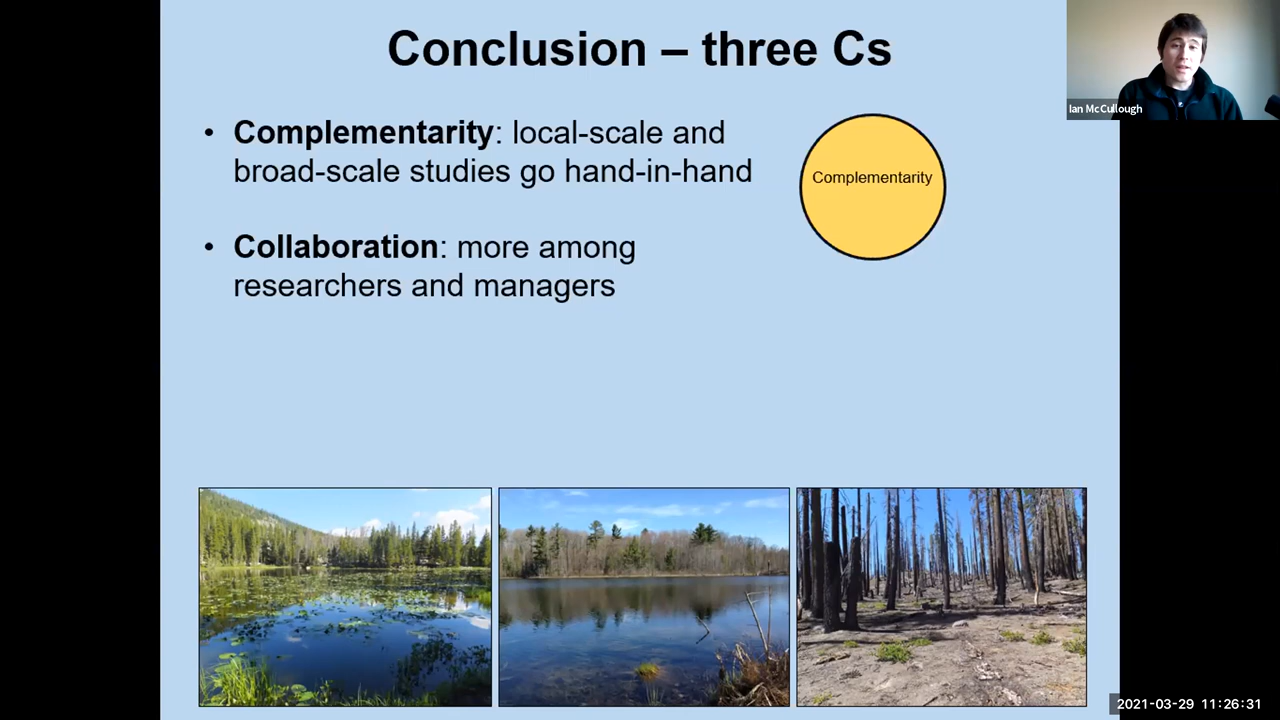 Conclusion – three Cs
Ian McCullough
• Complementarity: local-scale and
broad-scale studies go hand-in-hand
Complementarity
• Collaboration: more among
researchers and managers
2021-03-29 11:26:31